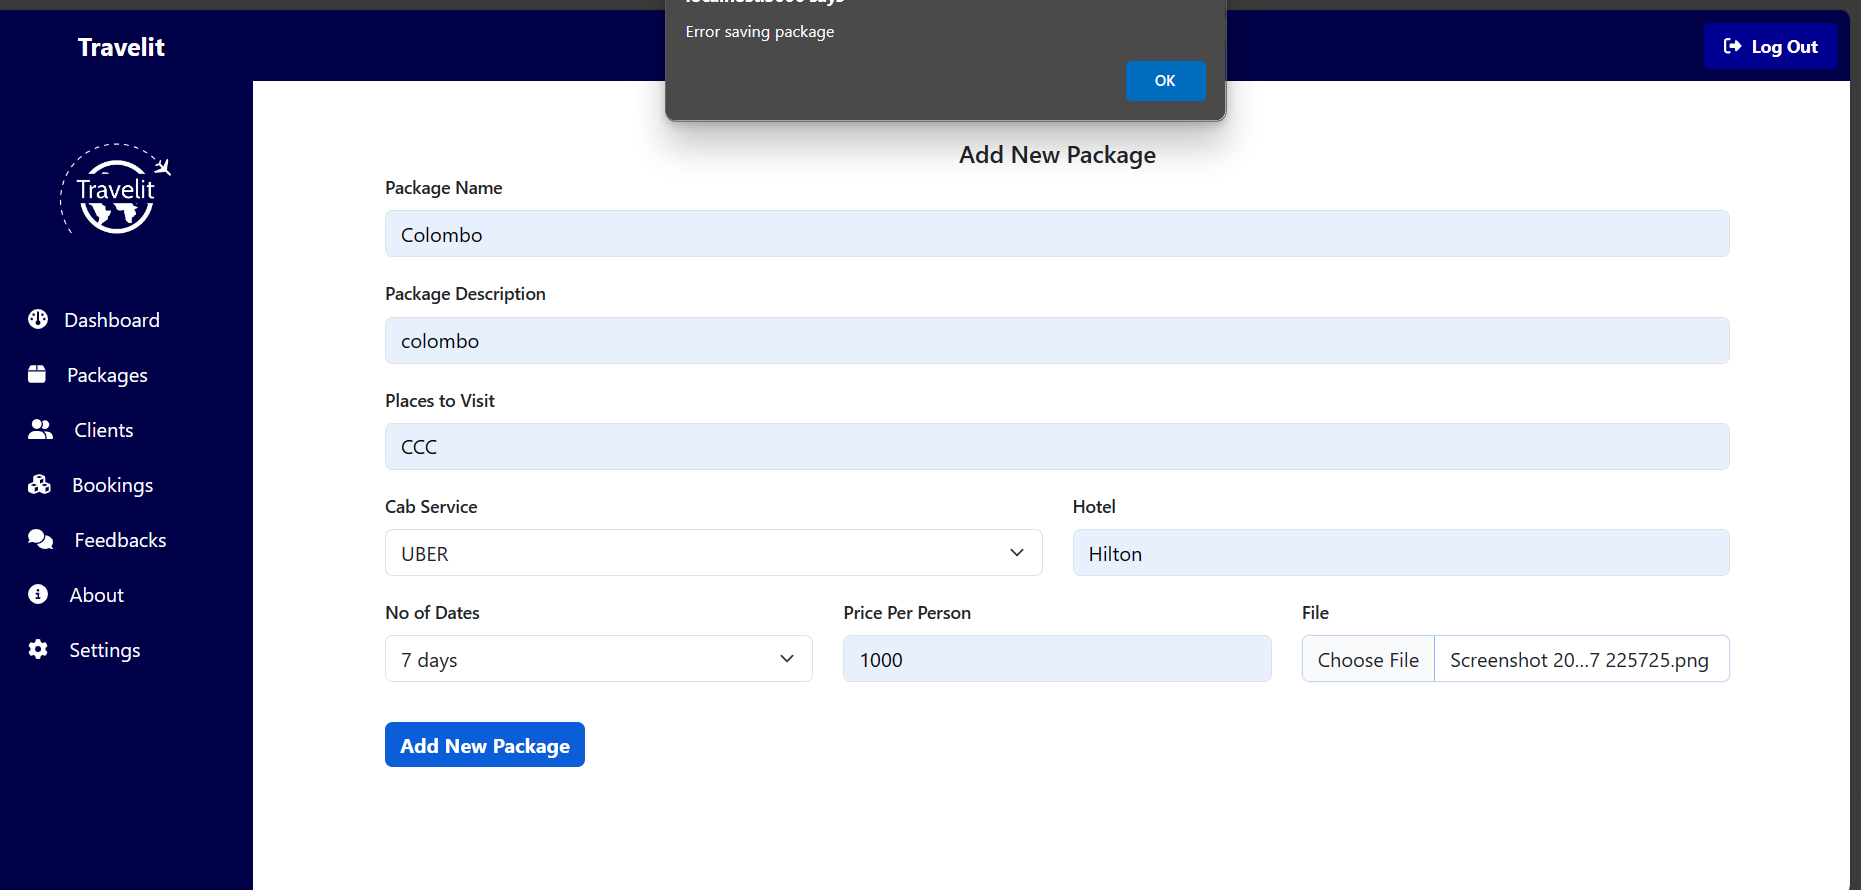 Error saving package
OK
Travelit
Log Out
Travelit
Dashboard
Packages
Clients
Bookings
Feedbacks
About
Settings
Add New Package
Package Name
Colombo
Package Description
colombo
Places to Visit
CCC
Cab Service
Hotel
UBER
Hilton
No of Dates
Price Per Person
File
7 days
1000
Choose File
Screenshot 20...7 225725.png
Add New Package